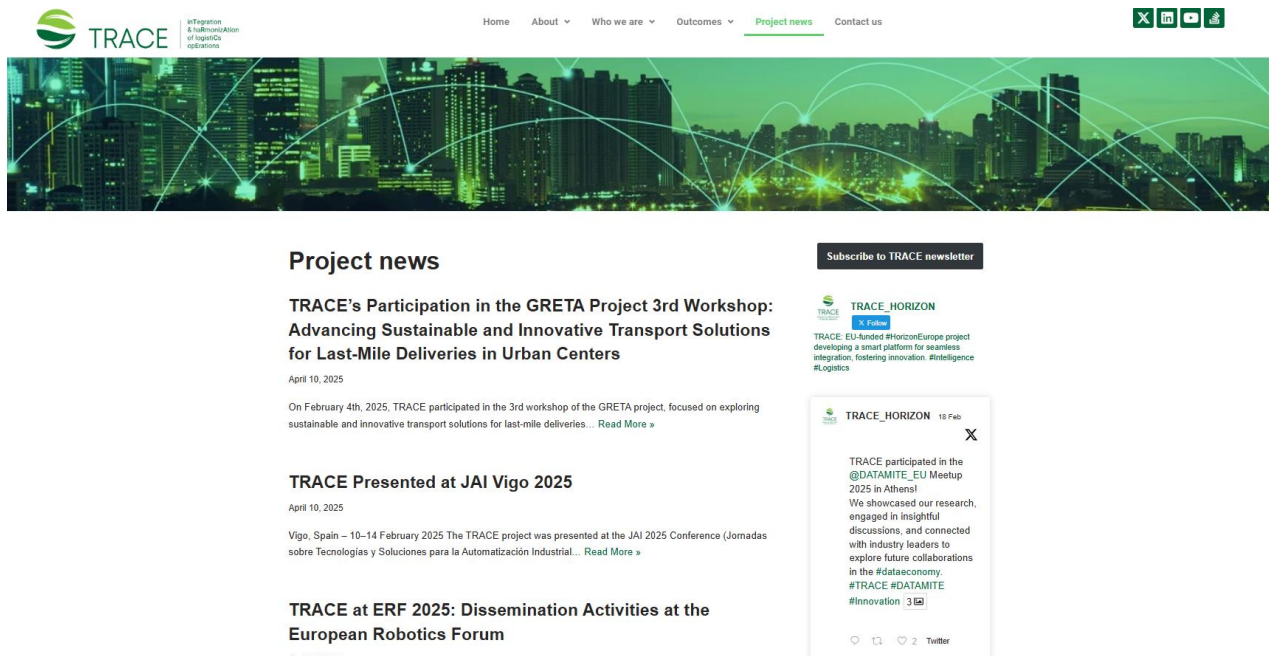 TRACE
inTegration
& haRmonizAtion
of logistiCs
opErations
Home About Who we are Outcomes Project news Contact us
Project news
TRACE's Participation in the GRETA Project 3rd Workshop:
Advancing Sustainable and Innovative Transport Solutions
for Last-Mile Deliveries in Urban Centers
April 10, 2025
On February 4th, 2025, TRACE participated in the 3rd workshop of the GRETA project, focused on exploring
sustainable and innovative transport solutions for last-mile deliveries... Read More »
TRACE Presented at JAI Vigo 2025
April 10, 2025
Vigo, Spain – 10–14 February 2025 The TRACE project was presented at the JAI 2025 Conference (Jornadas
sobre Tecnologías y Soluciones para la Automatización Industrial... Read More »
TRACE at ERF 2025: Dissemination Activities at the
European Robotics Forum
Subscribe to TRACE newsletter
TRACE
TRACE_HORIZON
X Follow
TRACE: EU-funded #HorizonEurope project
developing a smart platform for seamless
integration, fostering innovation. #Intelligence
#Logistics
TRACE
TRACE_HORIZON 18 Feb
X
TRACE participated in the
@DATAMITE_EU Meetup
2025 in Athens!
We showcased our research,
engaged in insightful
discussions, and connected
with industry leaders to
explore future collaborations
in the #dataeconomy.
#TRACE #DATAMITE
#Innovation 3
2 Twitter